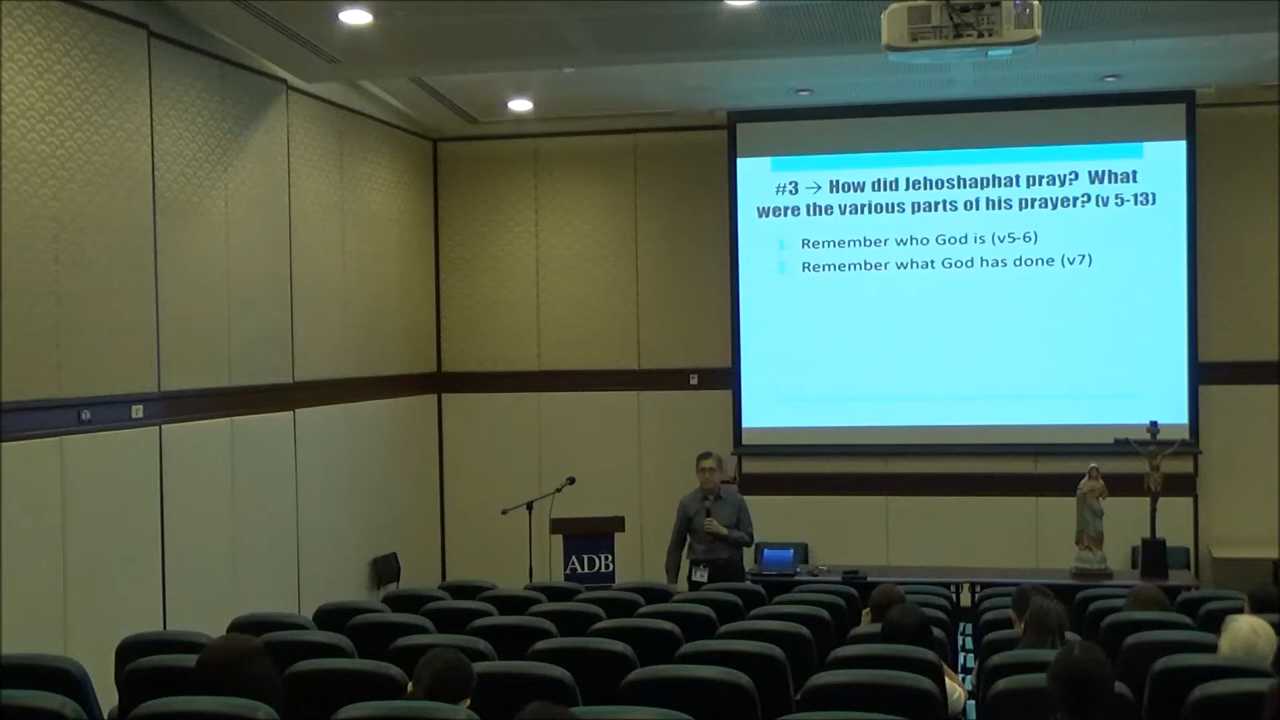 #3 → How did Jehoshaphat pray? What
were the various parts of his prayer? (v 5-13)
Remember who God is (v5-6)
Remember what God has done (v7)
ADB